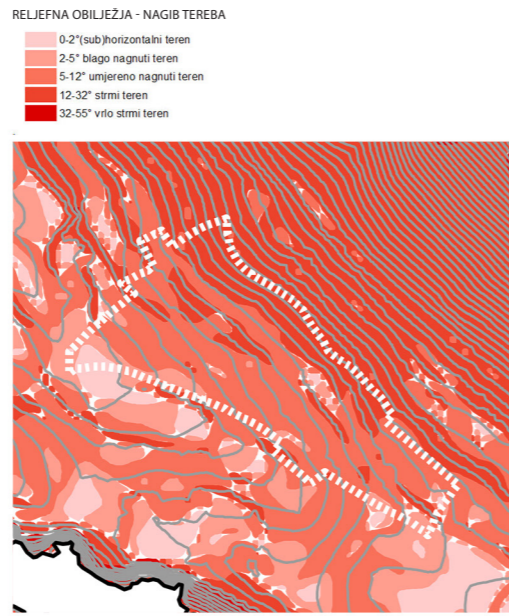 RELJEFNA OBILJEŽJA - NAGIB TEREBA
0-2°(sub)horizontalni teren
2-5° blago nagnuti teren
5-12° umjereno nagnuti teren
12-32° strmi teren
32-55° vrlo strmi teren